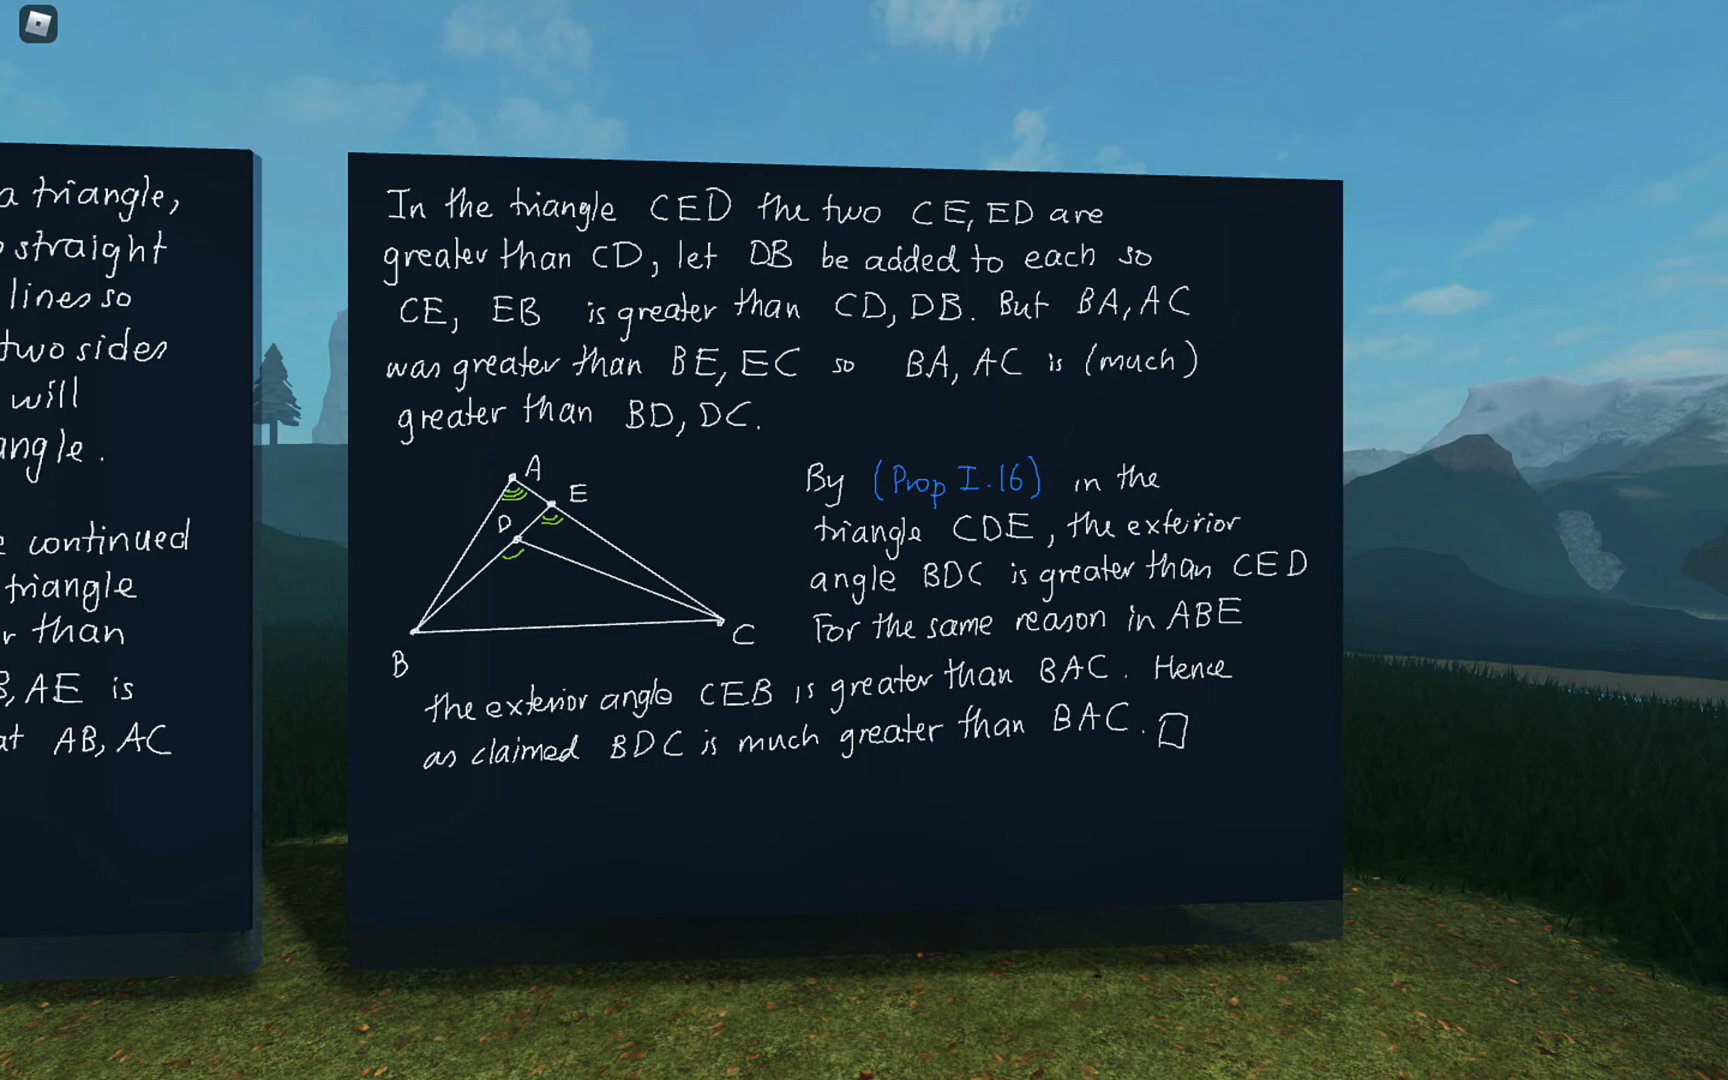 a triangle,
straight
lines so
two sides
will
angle.
continued
triangle
than
AE is
AB, AC
In the triangle CED the two CE, ED are
greater than CD, let DB be added to each so
CE, EB is greater than CD, DB. But BA, AC
was greater than BE, EC so BA, AC is (much)
greater than BD, DC.
A
E
D
B
C
By (Prop I.16) in the
triangle CDE, the exterior
angle BDC is greater than CED
For the same reason in ABE
the exterior angle CEB is greater than BAC. Hence
as claimed BDC is much greater than BAC. □